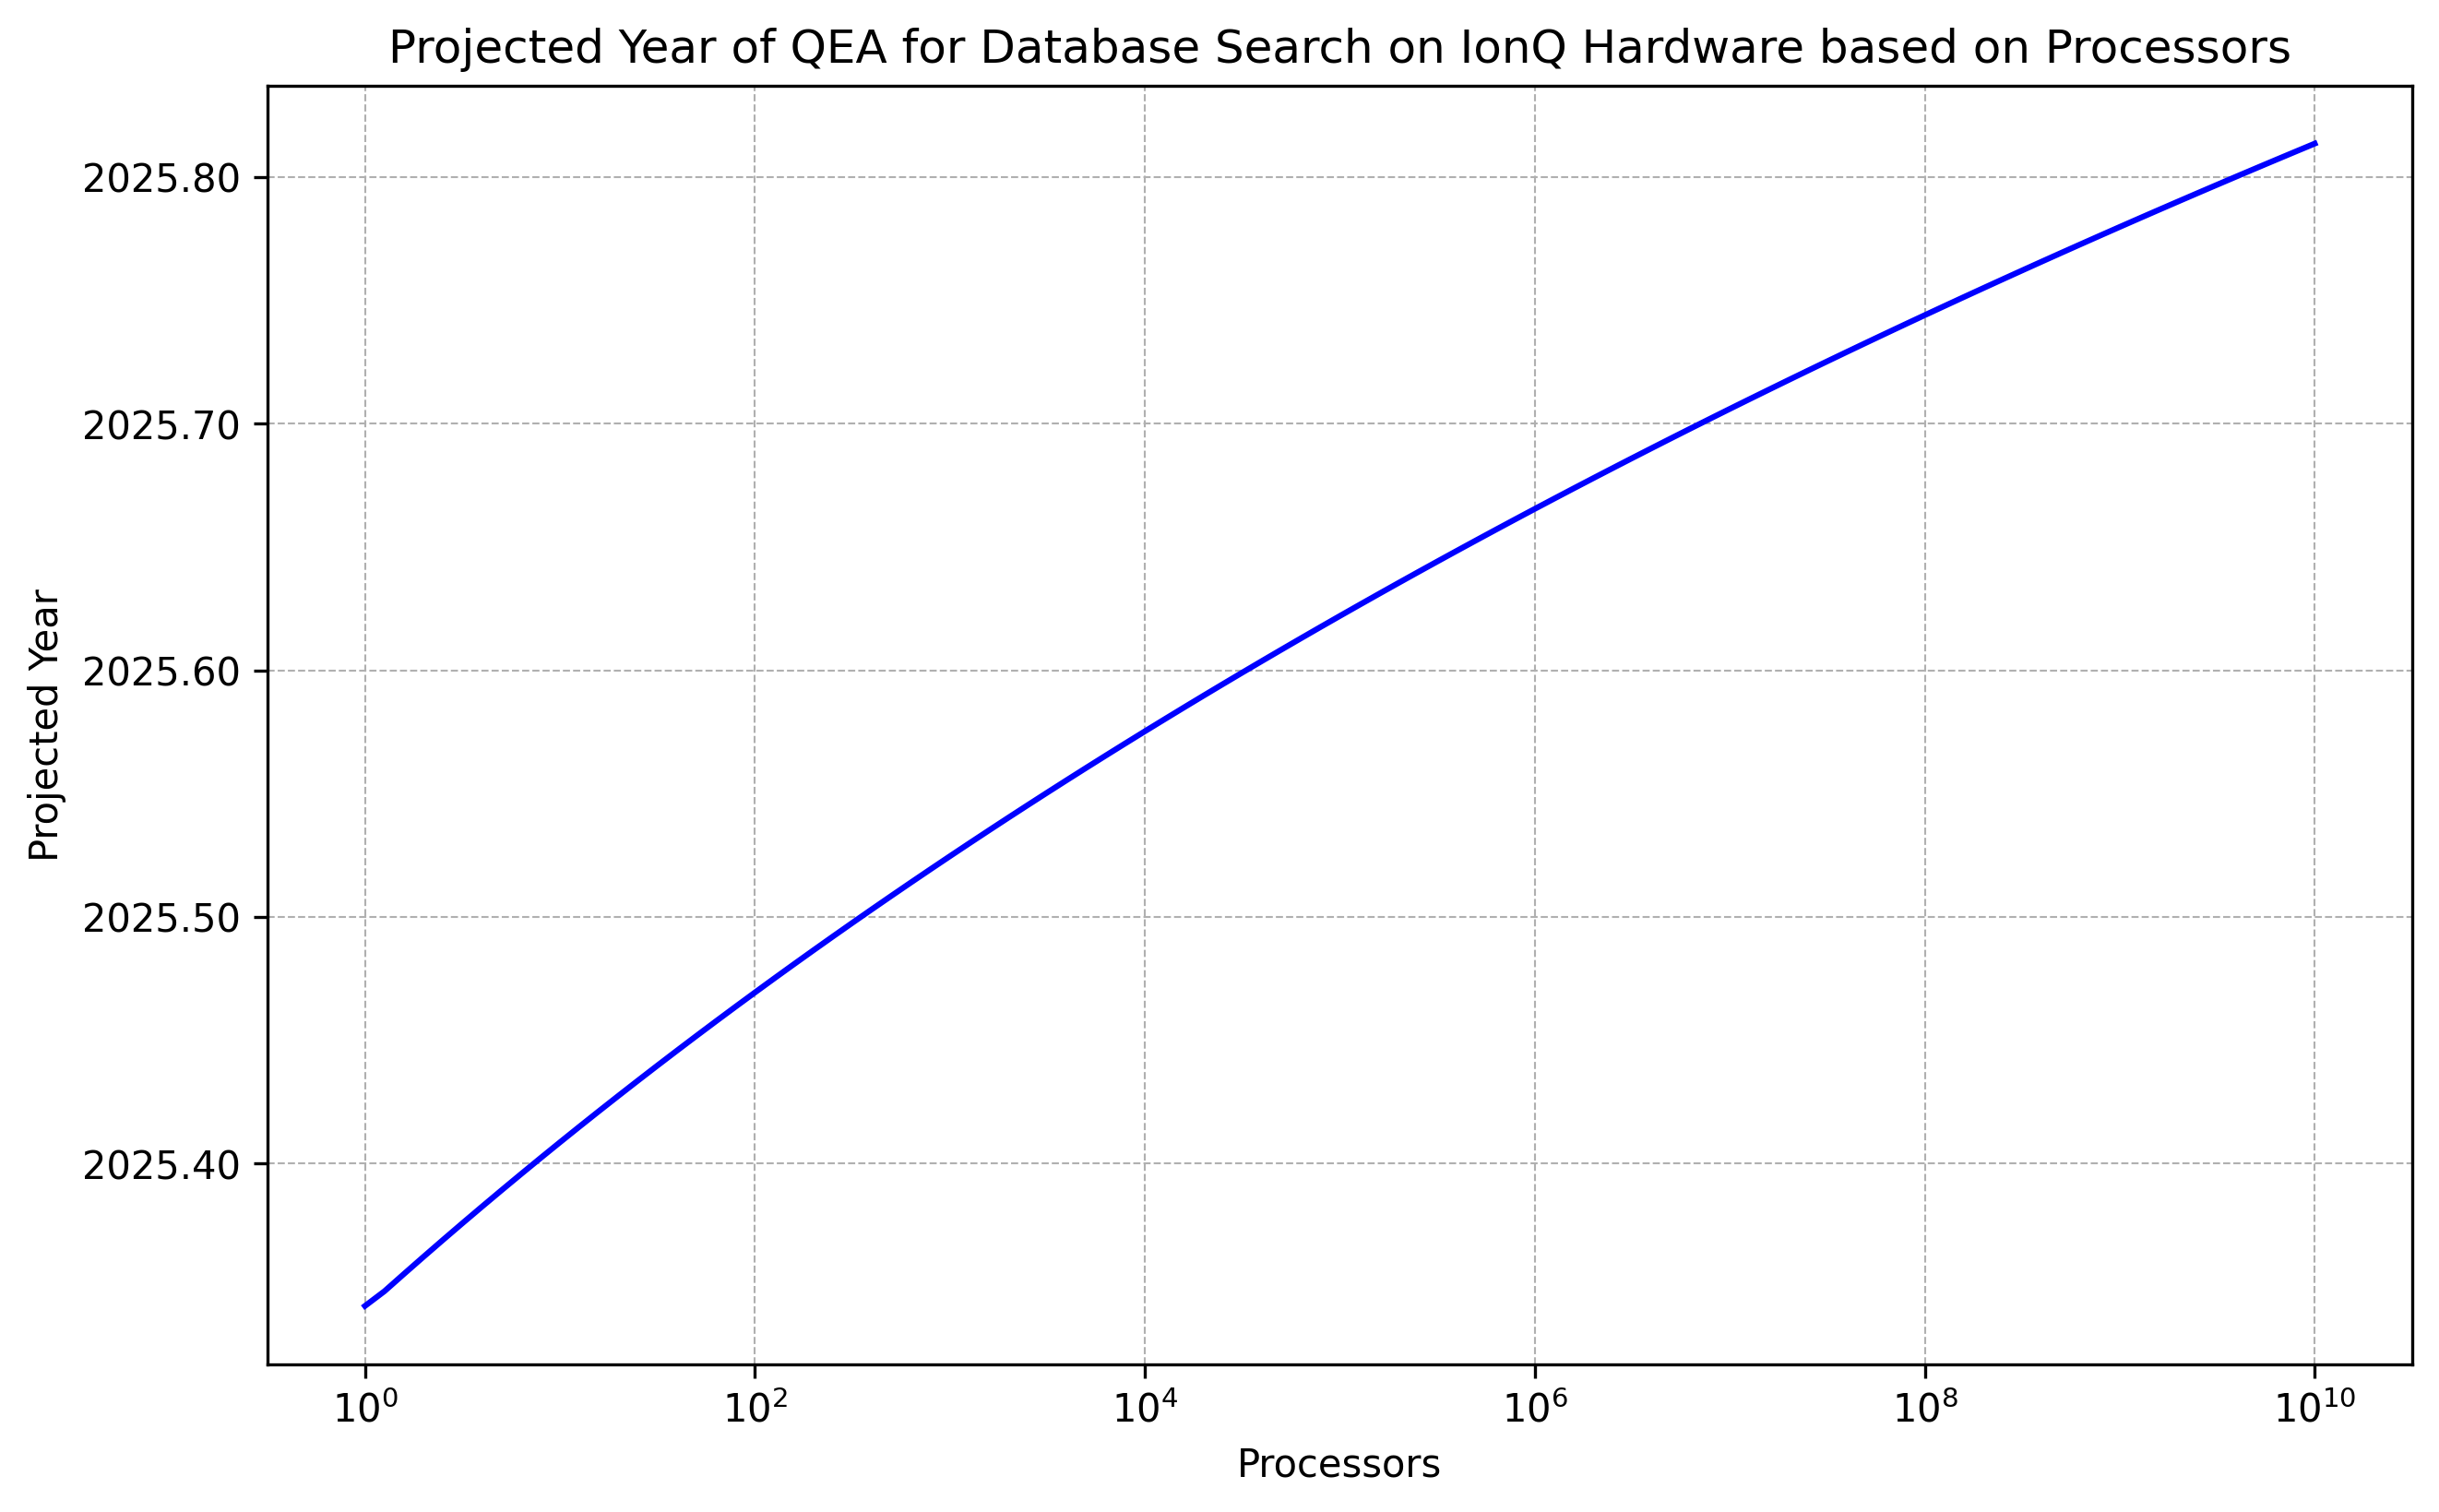 Projected Year of QEA for Database Search on IonQ Hardware based on Processors
Projected Year
2025.80
2025.70
2025.60
2025.50
2025.40
10⁰ 10² 10⁴ 10⁶ 10⁸ 10¹⁰
Processors